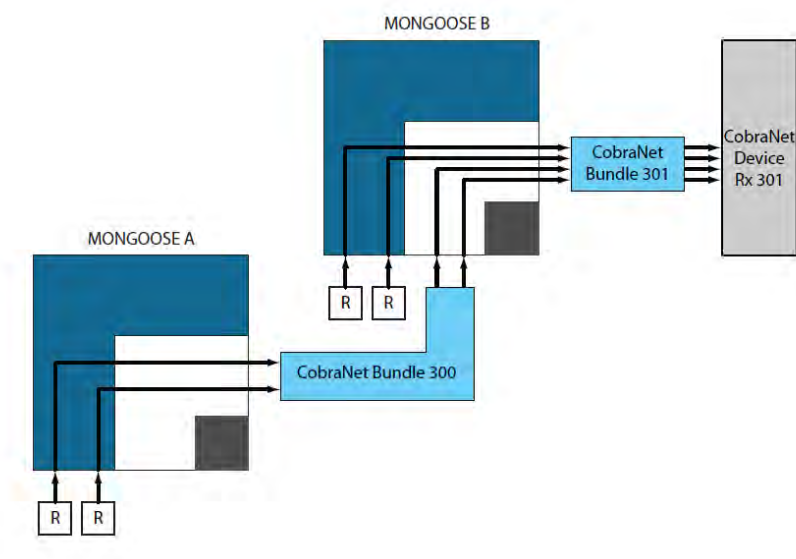 MONGOOSE B
CobraNet
Bundle 301
CobraNet
Device
Rx 301
MONGOOSE A
R
R
CobraNet Bundle 300
R
R